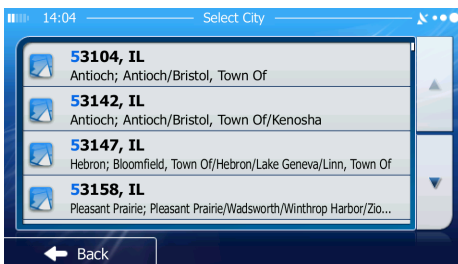 14:04
Select City
53104, IL
Antioch; Antioch/Bristol, Town Of
53142, IL
Antioch; Antioch/Bristol, Town Of/Kenosha
53147, IL
Hebron; Bloomfield, Town Of/Hebron/Lake Geneva/Linn, Town Of
53158, IL
Pleasant Prairie; Pleasant Prairie/Wadsworth/Winthrop Harbor/Zio...
Back